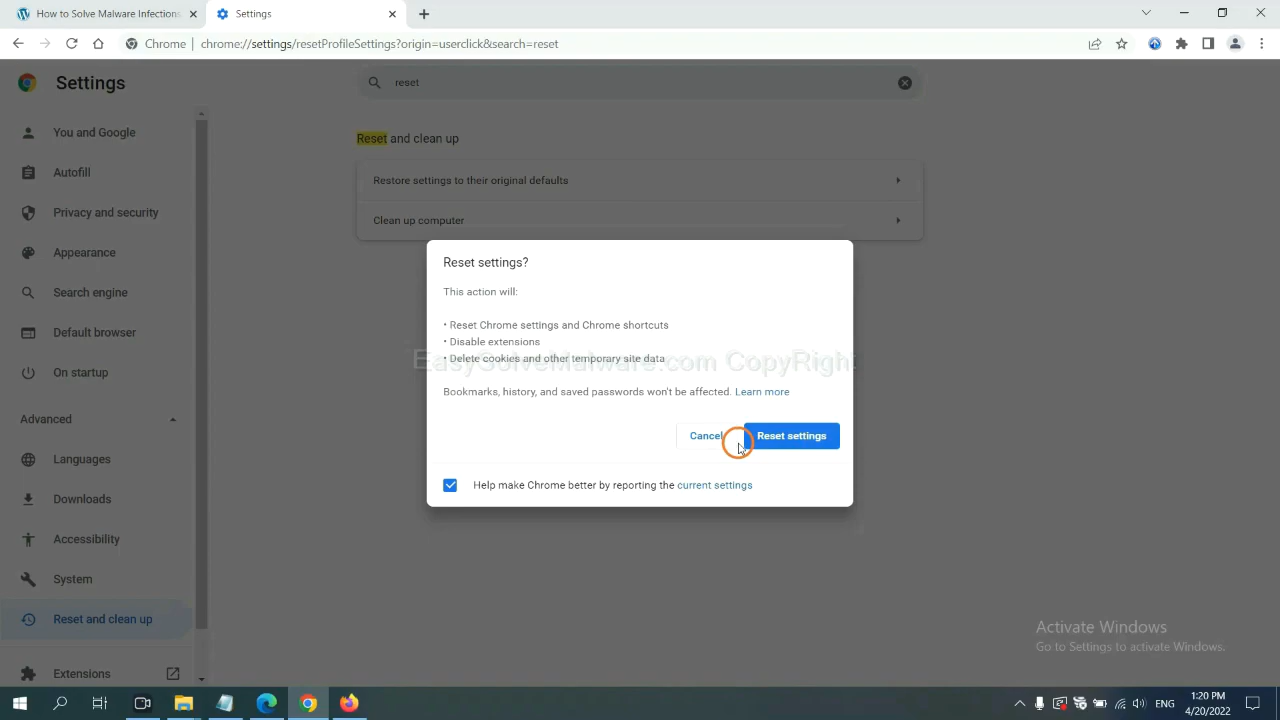 How to Solve Malware Infections
Settings
Chrome
chrome://settings/resetProfileSettings?origin=userclick&search=reset
Settings
reset
You and Google
Autofill
Privacy and security
Appearance
Search engine
Default browser
On startup
Advanced
Languages
Downloads
Accessibility
System
Reset and clean up
Extensions
Reset and clean up
Restore settings to their original defaults
Clean up computer
Reset settings?
This action will:
• Reset Chrome settings and Chrome shortcuts
• Disable extensions
• Delete cookies and other temporary site data
EasySolveMalware.com CopyRight
Bookmarks, history, and saved passwords won't be affected. Learn more
Cancel
Reset settings
Help make Chrome better by reporting the current settings
Activate Windows
Go to Settings to activate Windows.
ENG
1:20 PM
4/20/2022